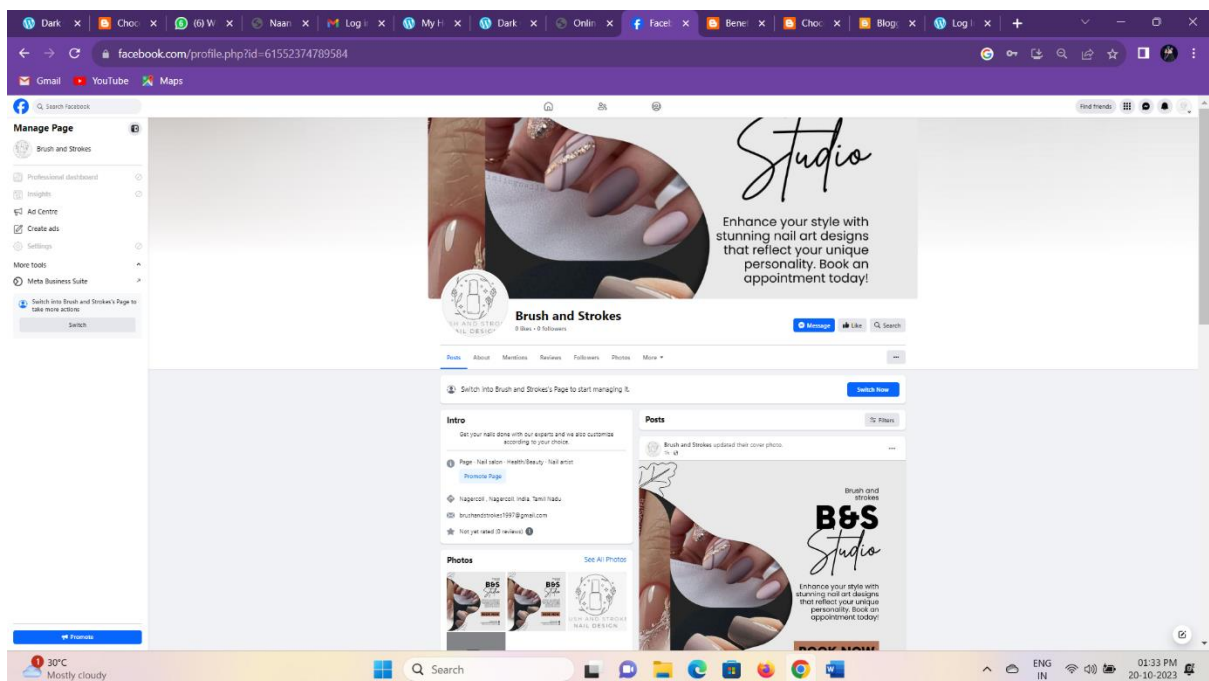 Dark
Choc
(6) W
Naan
Log i
My H
Dark
Onlin
Facel
Bene
Choc
Blogg
Log I
facebook.com/profile.php?id=61552374789584
Gmail
YouTube
Maps
Search Facebook
Find friends
Manage Page
Brush and Strokes
Professional dashboard
Insights
Ad Centre
Create ads
Settings
More tools
Meta Business Suite
Switch into Brush and Strokes's Page to
take more actions
Switch
Promote
Studio
Enhance your style with
stunning nail art designs
that reflect your unique
personality. Book an
appointment today!
Brush and Strokes
0 likes • 0 followers
Message
Like
Search
Posts
About
Mentions
Reviews
Followers
Photos
More
Switch into Brush and Strokes's Page to start managing it.
Switch Now
Intro
Get your nails done with our experts and we also customize
according to your choice.
Page · Nail salon · Health/Beauty · Nail artist
Promote Page
Nagercoil , Nagercoil, India, Tamil Nadu
brushandstrokes1997@gmail.com
Not yet rated (0 reviews)
Photos
See All Photos
B&S
B&S
NAIL DESIGN
Posts
Filters
Brush and Strokes updated their cover photo.
Brush and
strokes
B&S
Studio
Enhance your style with
stunning nail art designs
that reflect your unique
personality. Book an
appointment today!
BOOK NOW
1
30°C
Mostly cloudy
Search
ENG
IN
01:33 PM
20-10-2023